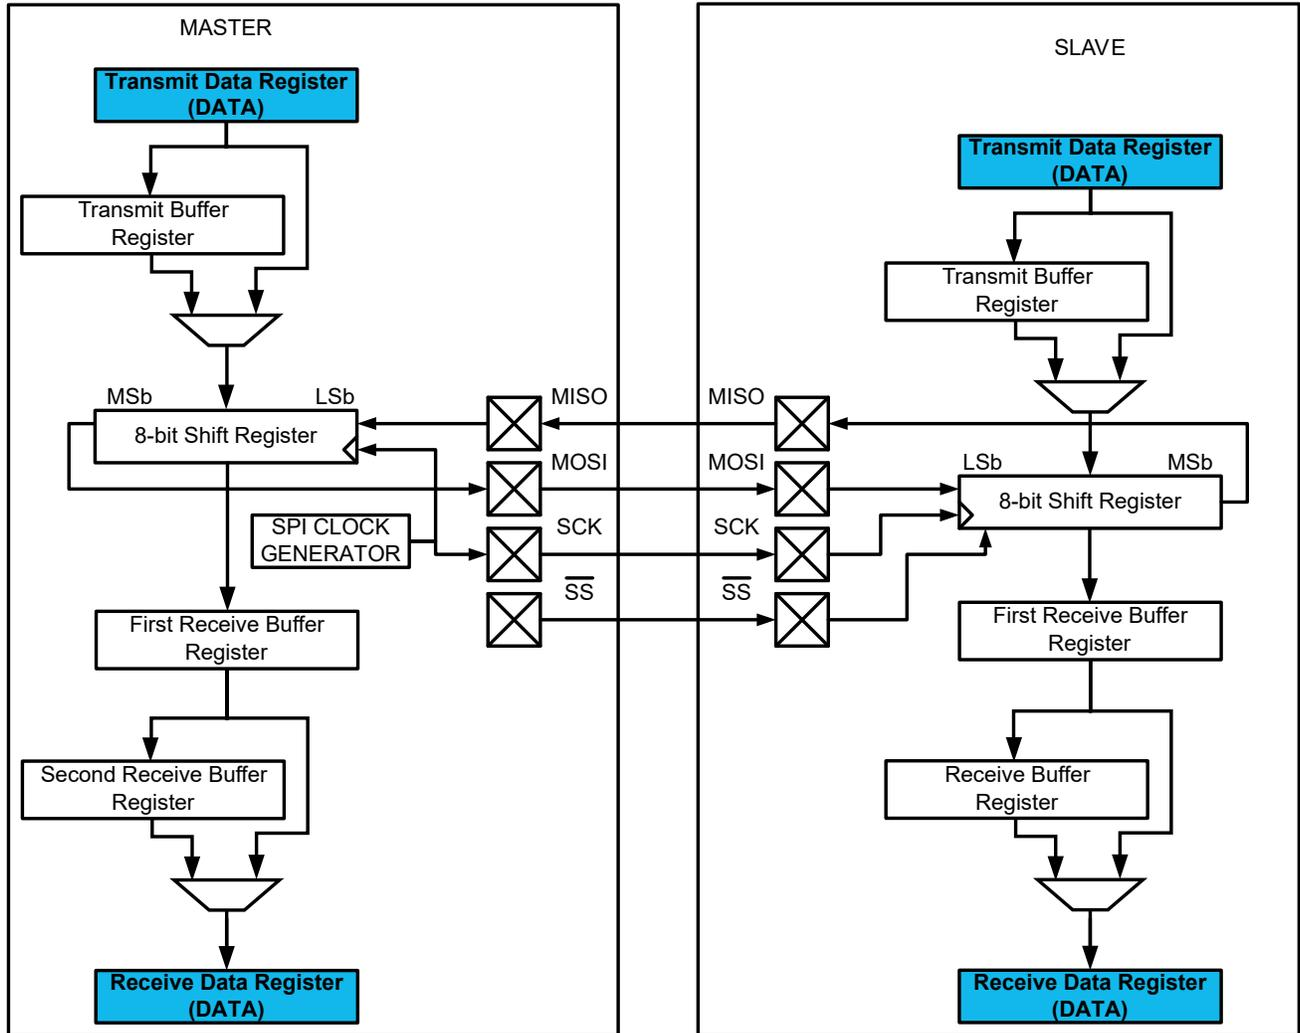 MASTER
Transmit Data Register
(DATA)
Transmit Buffer
Register
MSb
LSb
8-bit Shift Register
SPI CLOCK
GENERATOR
First Receive Buffer
Register
Second Receive Buffer
Register
Receive Data Register
(DATA)
MISO
MOSI
SCK
SS
MISO
MOSI
SCK
SS
SLAVE
Transmit Data Register
(DATA)
Transmit Buffer
Register
LSb
MSb
8-bit Shift Register
First Receive Buffer
Register
Receive Buffer
Register
Receive Data Register
(DATA)